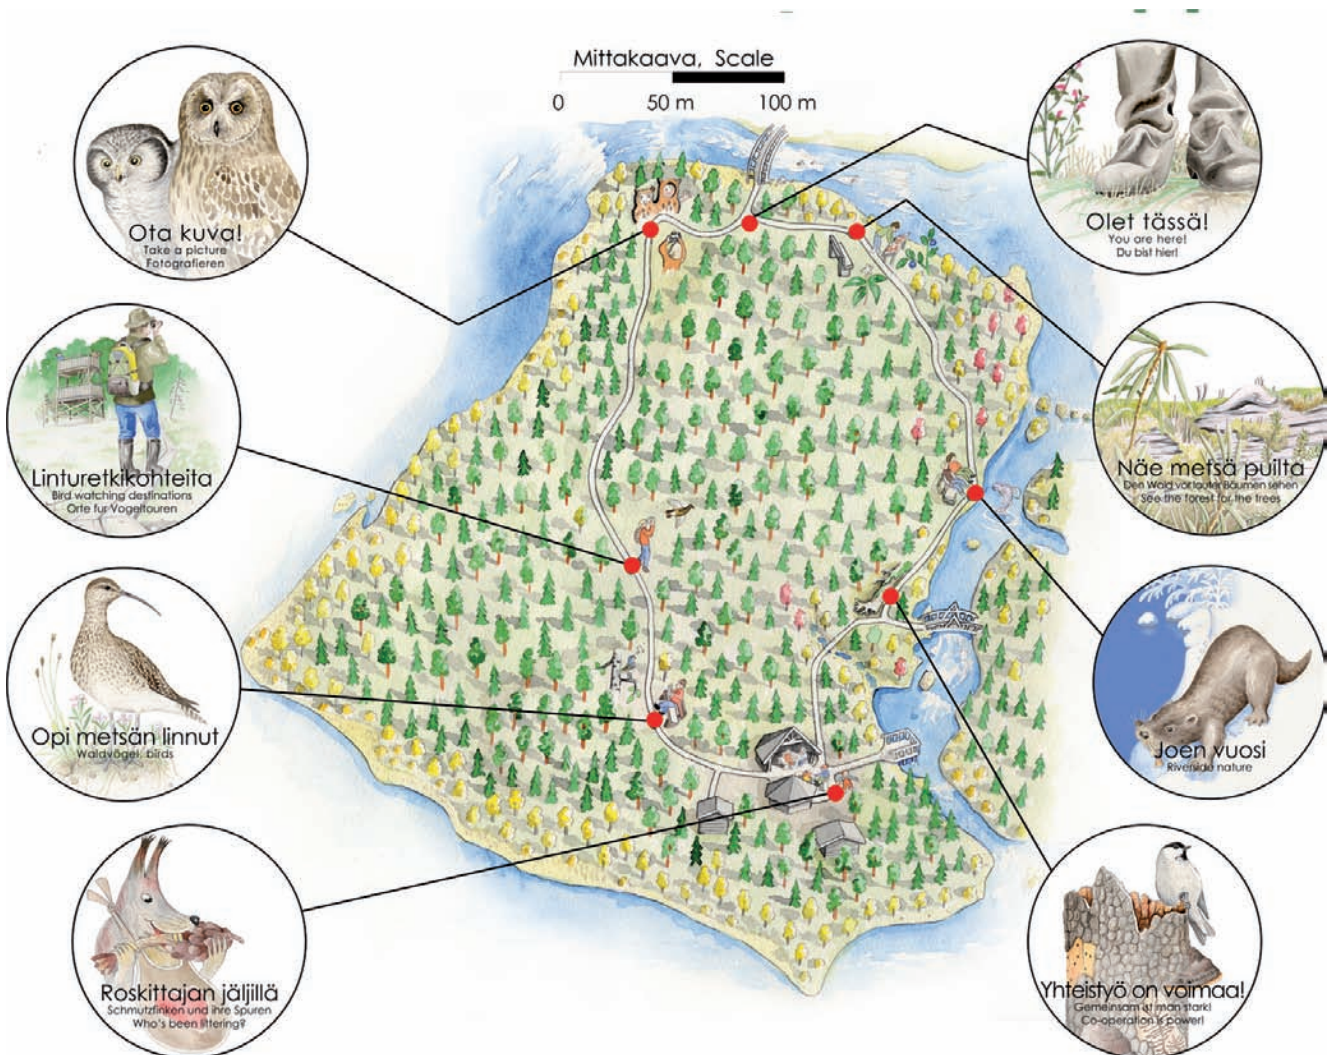 Mittakaava, Scale
0 50 m 100 m
Ota kuva!
Take a picture
Fotografieren
Olet tässä!
You are here!
Du bist hier!
Linturetkikohteita
Bird watching destinations
Orte fur Vogeltouren
Näe metsä puilta
Den Wald vor lauter Bäumen sehen
See the forest for the trees
Opi metsän linnut
Waldvögel, birds
Joen vuosi
Riverside nature
Roskittajan jäljillä
Schmutzfinken und ihre Spuren
Who's been littering?
Yhteistyö on voimaa!
Gemeinsam ist man stark!
Co-operation is power!